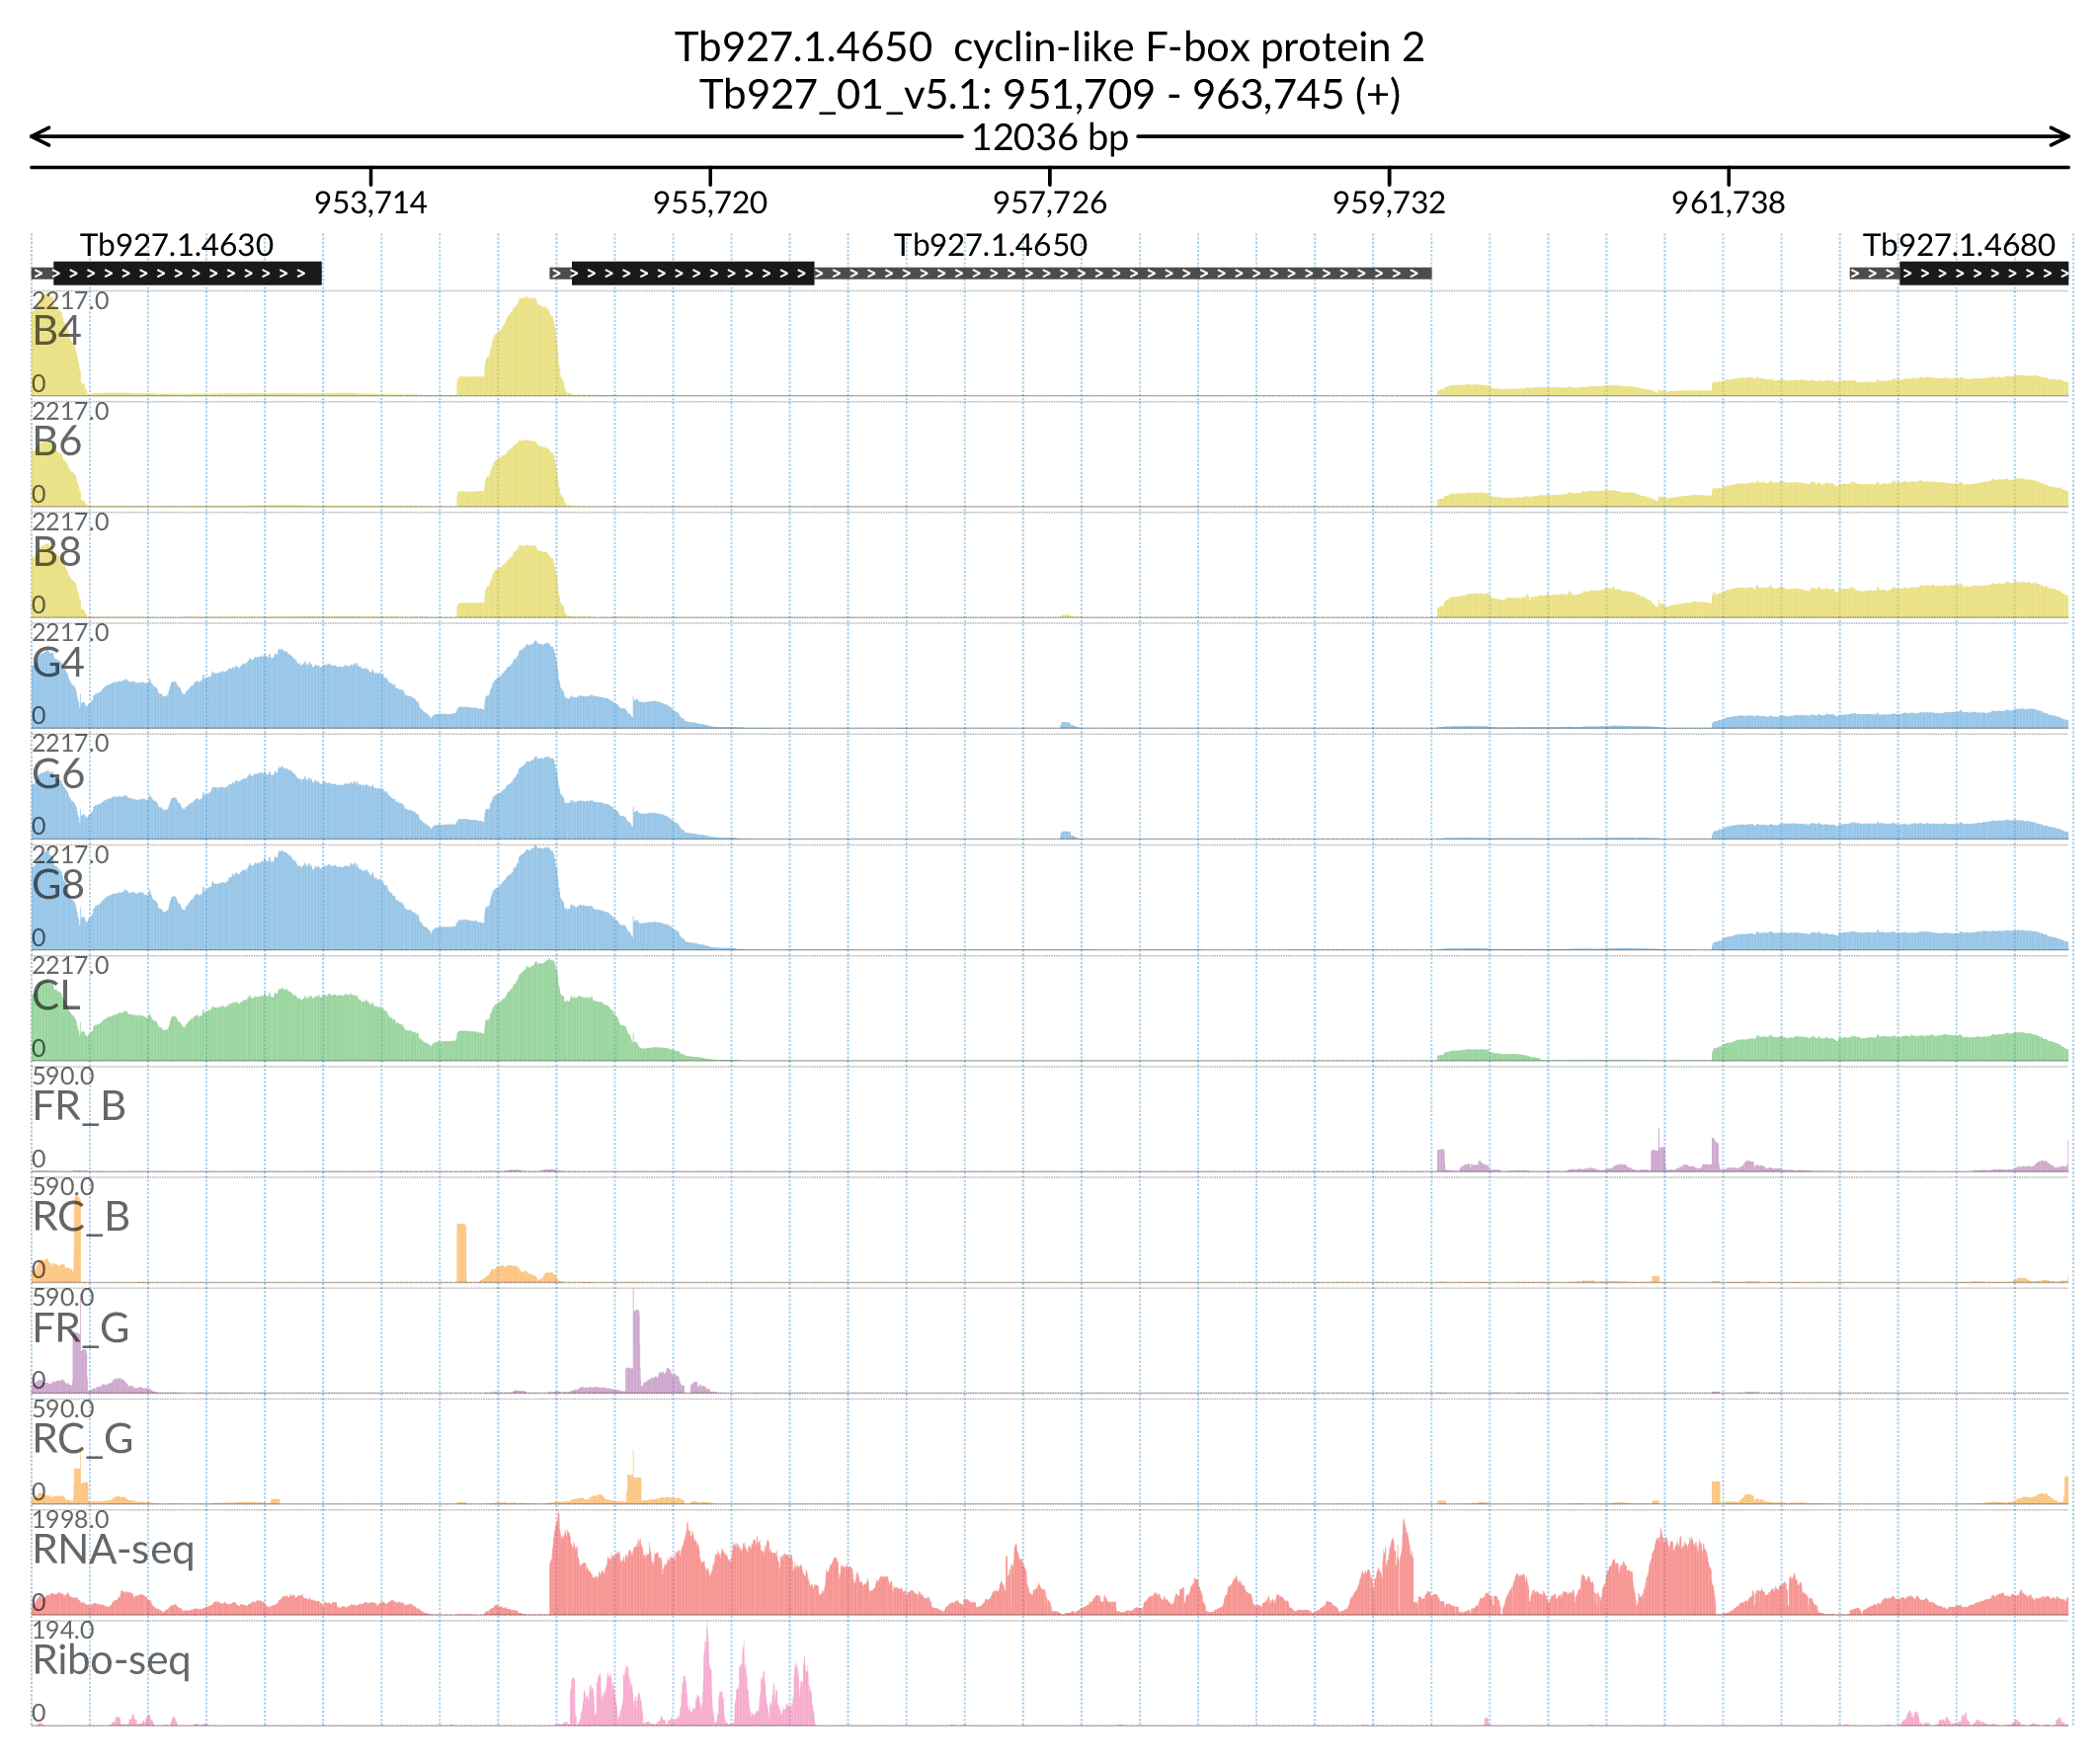 Tb927.1.4650  cyclin-like F-box protein 2
Tb927_01_v5.1: 951,709 - 963,745 (+)
12036 bp
953,714 955,720 957,726 959,732 961,738
Tb927.1.4630 Tb927.1.4650 Tb927.1.4680
2217.0
B4
0
2217.0
B6
0
2217.0
B8
0
2217.0
G4
0
2217.0
G6
0
2217.0
G8
0
2217.0
CL
0
590.0
FR_B
0
590.0
RC_B
0
590.0
FR_G
0
590.0
RC_G
0
1998.0
RNA-seq
0
194.0
Ribo-seq
0